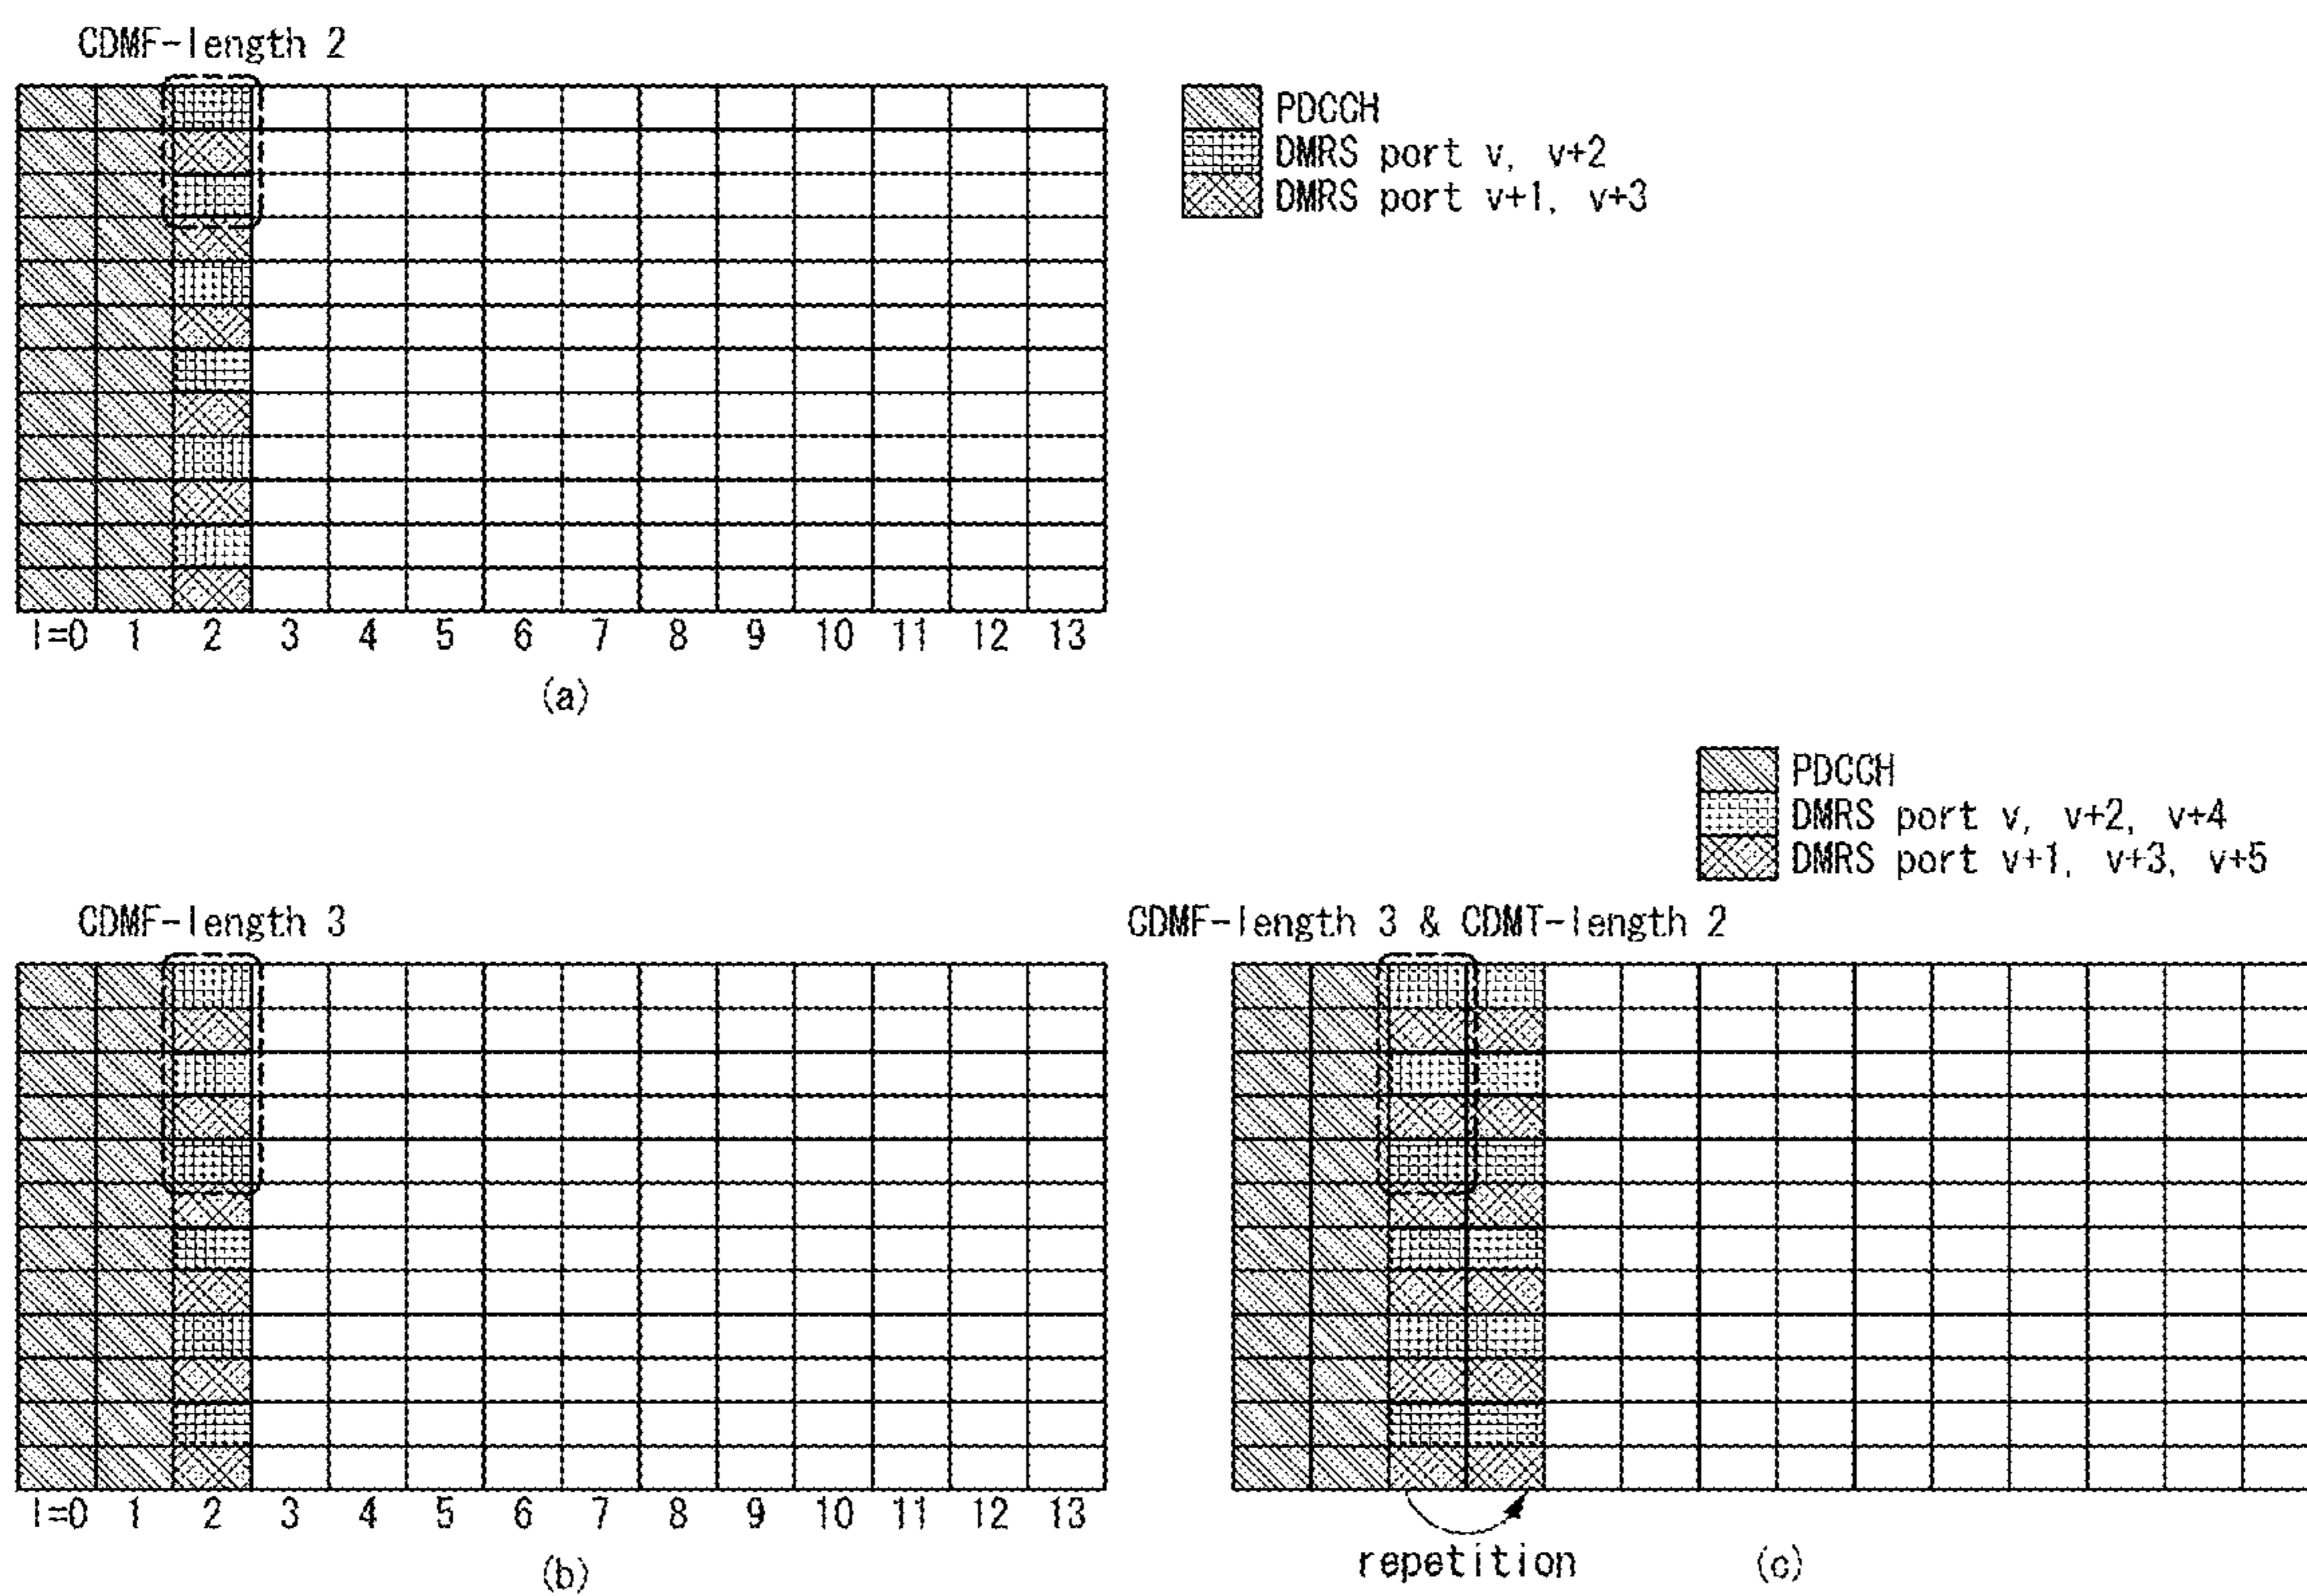 CDMF-length 2
PDCCH
DMRS port v, v+2
DMRS port v+1, v+3
l=0 1 2 3 4 5 6 7 8 9 10 11 12 13
(a)
PDCCH
DMRS port v, v+2, v+4
DMRS port v+1, v+3, v+5
CDMF-length 3
CDMF-length 3 & CDMT-length 2
l=0 1 2 3 4 5 6 7 8 9 10 11 12 13
repetition
(b)
(c)